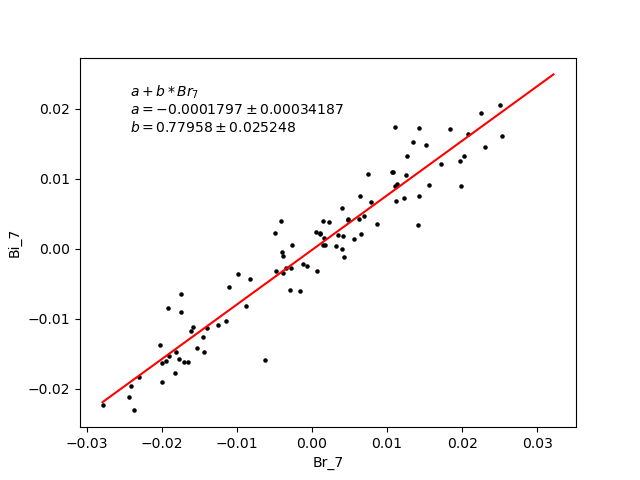 a + b * Br₇
a = −0.0001797 ± 0.00034187
b = 0.77958 ± 0.025248
0.02
0.01
0.00
−0.01
−0.02
Bi_7
−0.03 −0.02 −0.01 0.00 0.01 0.02 0.03
Br_7